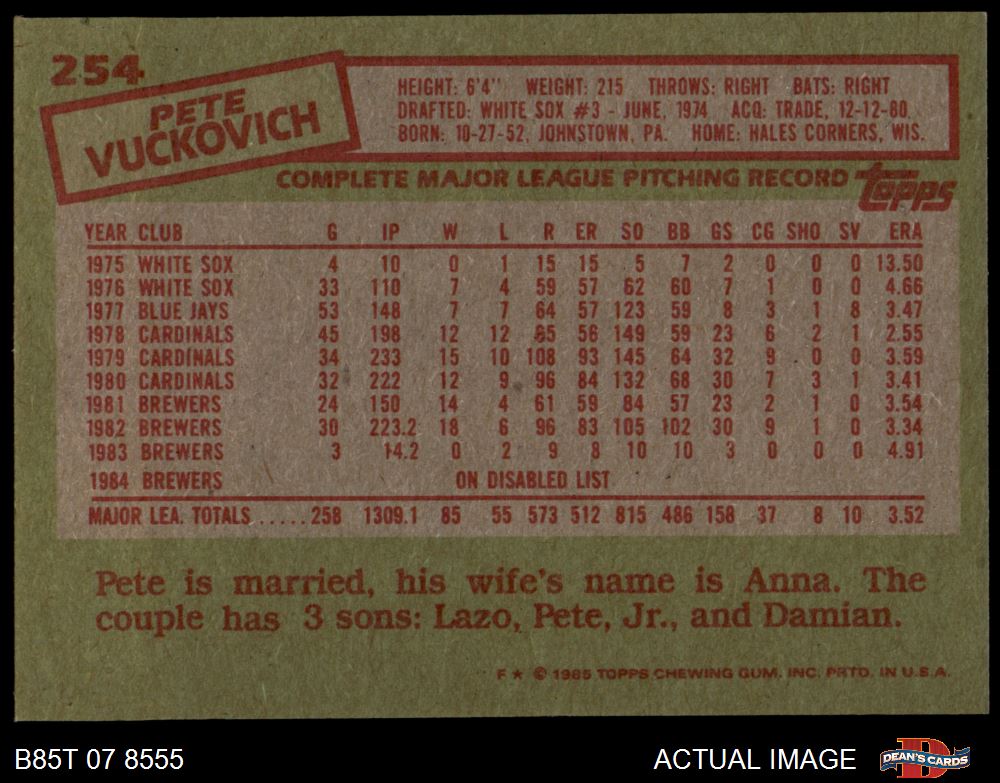 254
PETE
VUCKOVICH
HEIGHT: 6'4" WEIGHT: 215 THROWS: RIGHT BATS: RIGHT
DRAFTED: WHITE SOX #3 - JUNE, 1974 ACQ: TRADE, 12-12-80.
BORN: 10-27-52, JOHNSTOWN, PA. HOME: HALES CORNERS, WIS.
COMPLETE MAJOR LEAGUE PITCHING RECORD topps
YEAR CLUB G IP W L R ER SO BB GS CG SHO SV ERA
1975 WHITE SOX 4 10 0 1 15 15 5 7 2 0 0 0 13.50
1976 WHITE SOX 33 110 7 4 59 57 62 60 7 1 0 0 4.66
1977 BLUE JAYS 53 148 7 7 64 57 123 59 8 3 1 8 3.47
1978 CARDINALS 45 198 12 12 65 56 149 59 23 6 2 1 2.55
1979 CARDINALS 34 233 15 10 108 93 145 64 32 9 0 0 3.59
1980 CARDINALS 32 222 12 9 96 84 132 68 30 7 3 1 3.41
1981 BREWERS 24 150 14 4 61 59 84 57 23 2 1 0 3.54
1982 BREWERS 30 223.2 18 6 96 83 105 102 30 9 1 0 3.34
1983 BREWERS 3 14.2 0 2 9 8 10 10 3 0 0 0 4.91
1984 BREWERS ON DISABLED LIST
MAJOR LEA. TOTALS .....258 1309.1 85 55 573 512 815 486 158 37 8 10 3.52
Pete is married, his wife's name is Anna. The
couple has 3 sons: Lazo, Pete, Jr., and Damian.
F ★ © 1985 TOPPS CHEWING GUM. INC. PRTD. IN U.S.A.
B85T 07 8555 ACTUAL IMAGE D DEAN'S CARDS